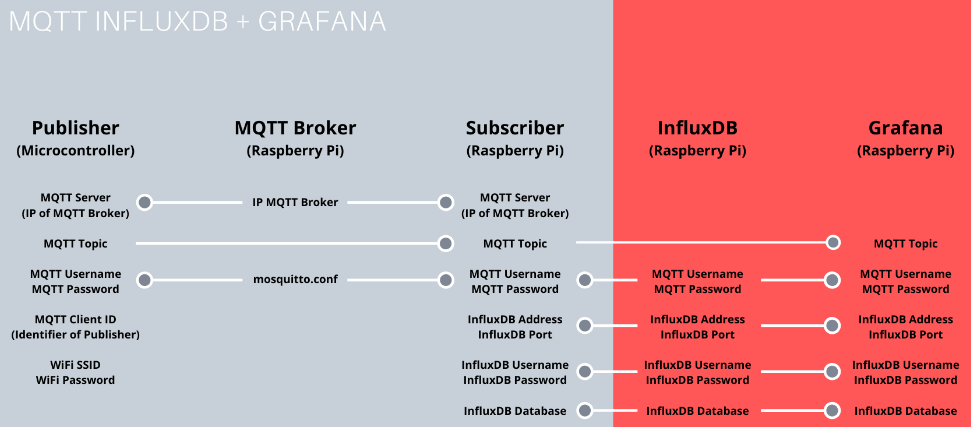 MQTT INFLUXDB + GRAFANA
Publisher
(Microcontroller)
MQTT Broker
(Raspberry Pi)
Subscriber
(Raspberry Pi)
InfluxDB
(Raspberry Pi)
Grafana
(Raspberry Pi)
MQTT Server
(IP of MQTT Broker)
IP MQTT Broker
MQTT Server
(IP of MQTT Broker)
MQTT Topic
MQTT Topic
MQTT Topic
MQTT Username
MQTT Password
mosquitto.conf
MQTT Username
MQTT Password
MQTT Username
MQTT Password
MQTT Username
MQTT Password
MQTT Client ID
(Identifier of Publisher)
InfluxDB Address
InfluxDB Port
InfluxDB Address
InfluxDB Port
InfluxDB Address
InfluxDB Port
WiFi SSID
WiFi Password
InfluxDB Username
InfluxDB Password
InfluxDB Username
InfluxDB Password
InfluxDB Username
InfluxDB Password
InfluxDB Database
InfluxDB Database
InfluxDB Database